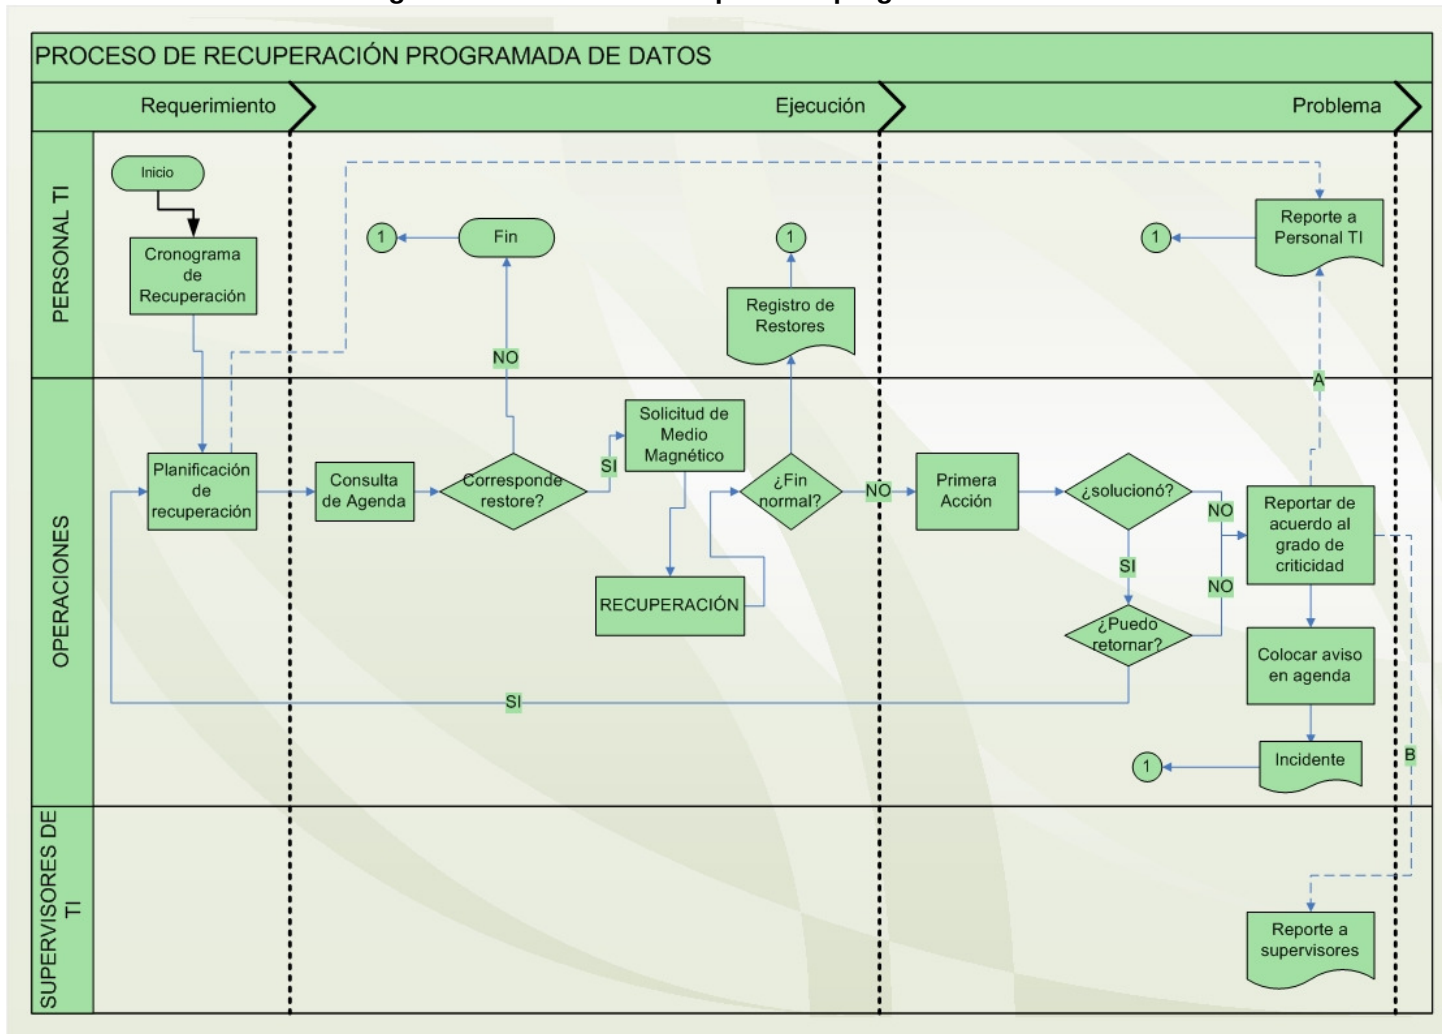 PROCESO DE RECUPERACIÓN PROGRAMADA DE DATOS
Requerimiento
Ejecución
Problema
PERSONAL TI
Inicio
Cronograma
de
Recuperación
1
Fin
NO
1
Registro de
Restores
1
Reporte a
Personal TI
A
OPERACIONES
Planificación
de
recuperación
Consulta
de Agenda
Corresponde
restore?
SI
Solicitud de
Medio
Magnético
RECUPERACIÓN
¿Fin
normal?
NO
Primera
Acción
¿solucionó?
NO
SI
¿Puedo
retornar?
NO
SI
Reportar de
acuerdo al
grado de
criticidad
Colocar aviso
en agenda
Incidente
1
B
SUPERVISORES DE
TI
Reporte a
supervisores